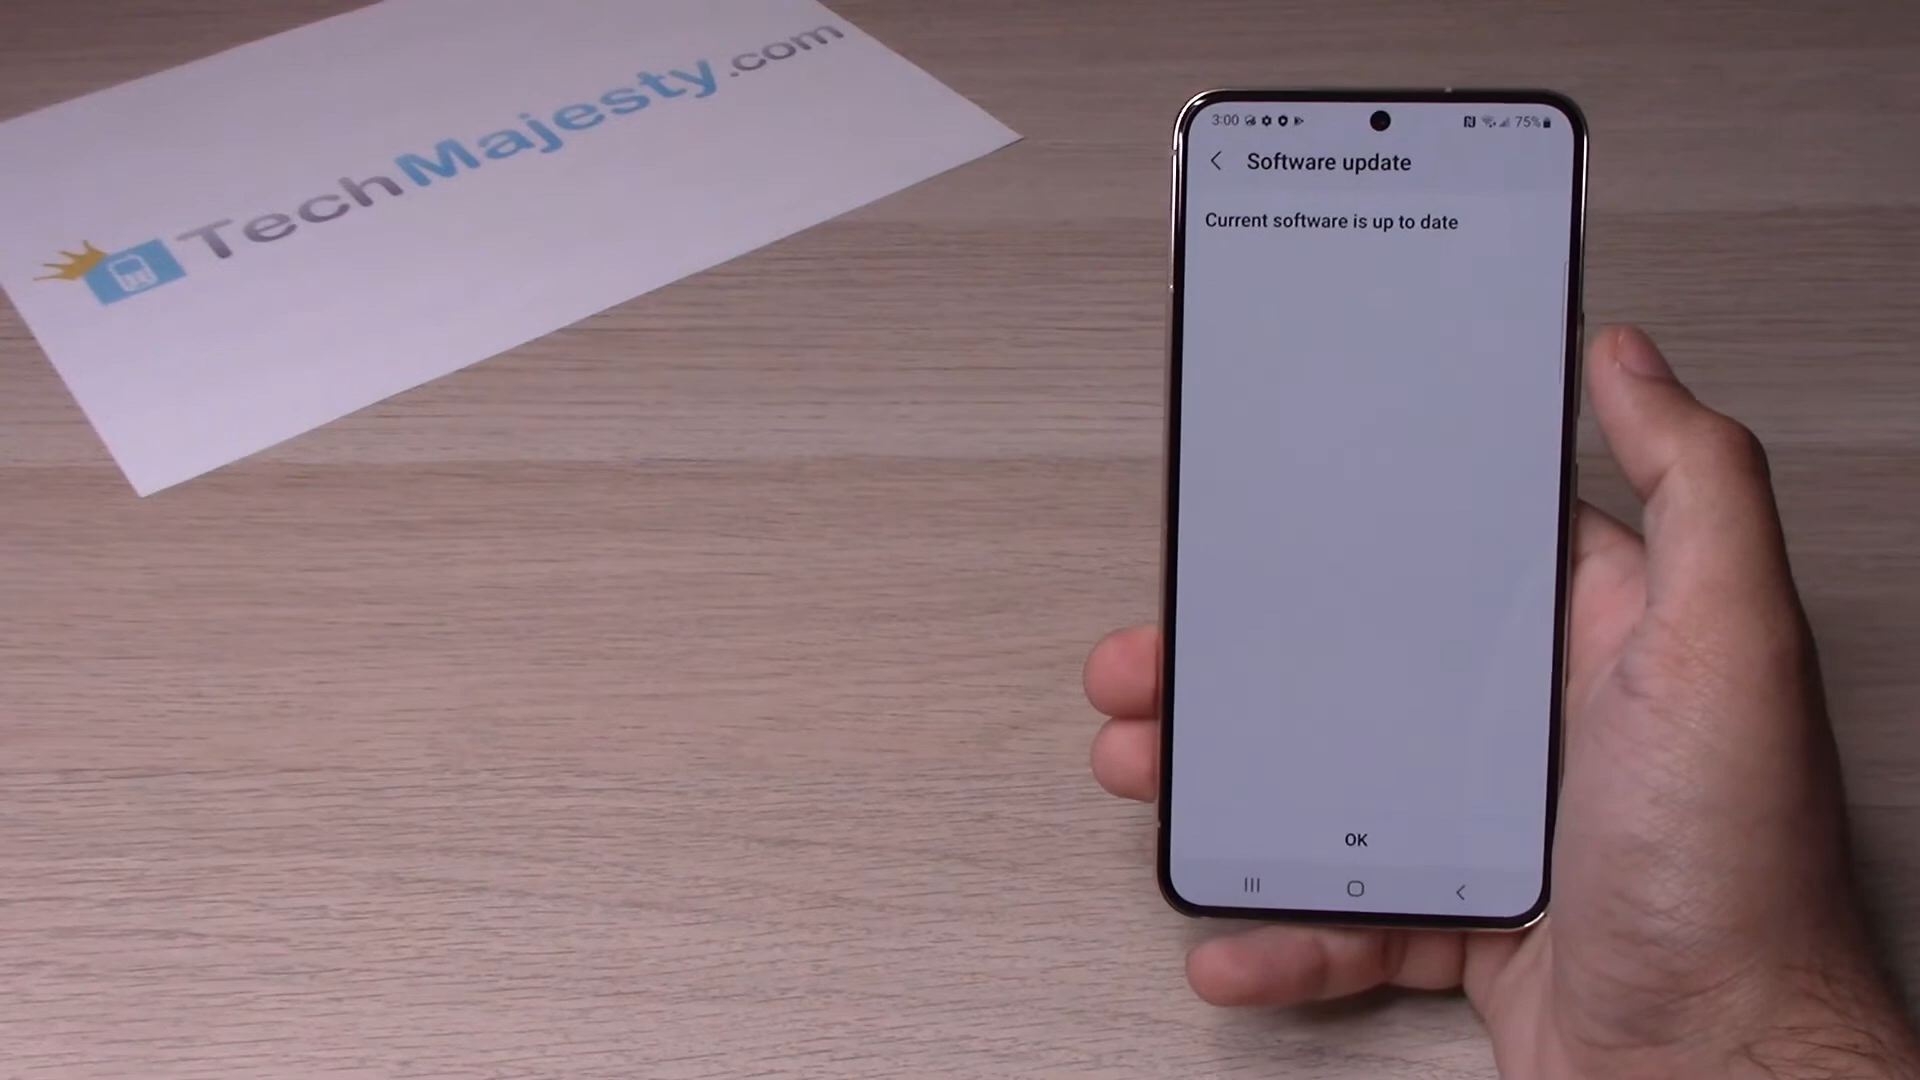 TechMajesty.com
3:00
75%
Software update
Current software is up to date
OK